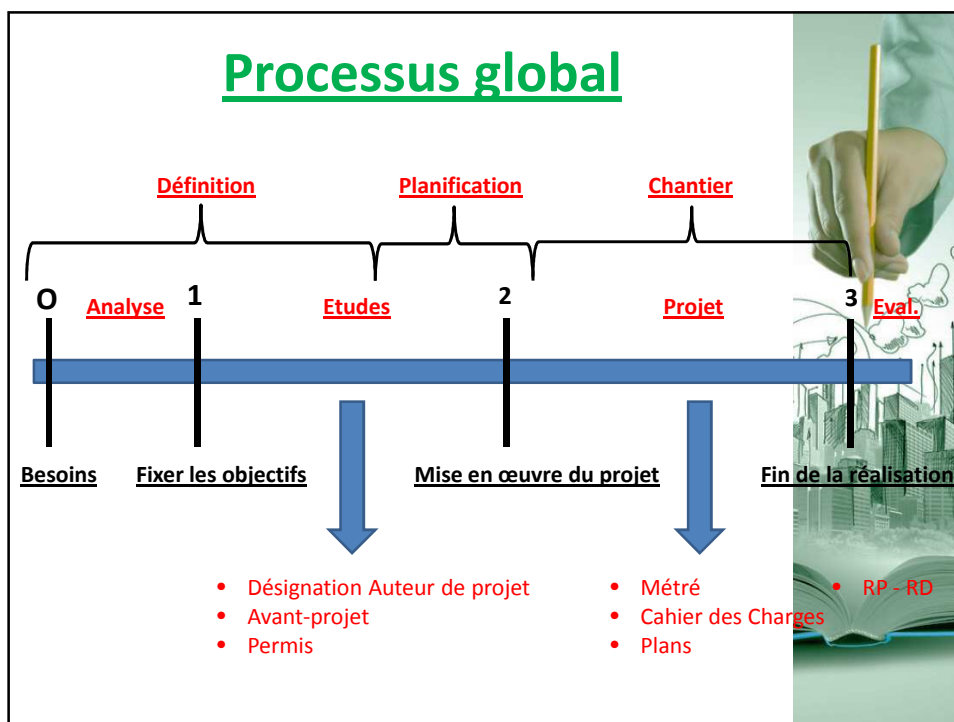 Processus global
Définition Planification Chantier
O 1 2 3
Analyse Etudes Projet Eval.
Besoins Fixer les objectifs Mise en œuvre du projet Fin de la réalisation
• Désignation Auteur de projet
• Avant-projet
• Permis
• Métré
• Cahier des Charges
• Plans
• RP - RD